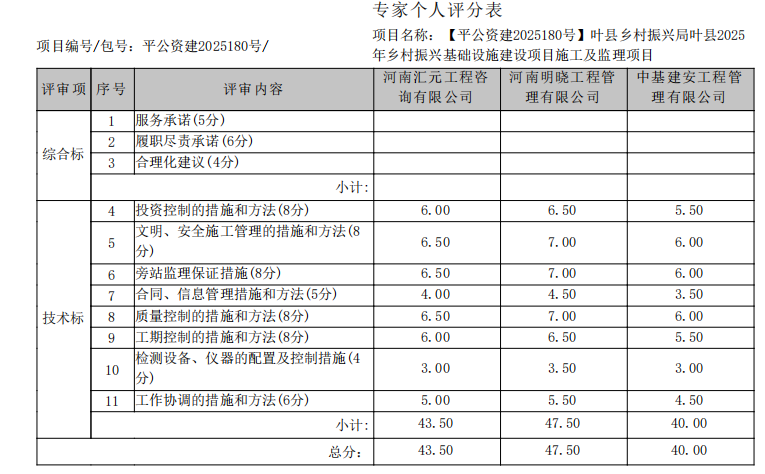 专家个人评分表
项目编号/包号：平公资建2025180号/
项目名称：【平公资建2025180号】叶县乡村振兴局叶县2025
年乡村振兴基础设施建设项目施工及监理项目
评审项 序号 评审内容 河南汇元工程咨询有限公司 河南明晓工程管理有限公司 中基建安工程管理有限公司
综合标
1 服务承诺(5分)
2 履职尽责承诺(6分)
3 合理化建议(4分)
小计:
技术标
4 投资控制的措施和方法(8分) 6.00 6.50 5.50
5 文明、安全施工管理的措施和方法(8分) 6.50 7.00 6.00
6 旁站监理保证措施(8分) 6.50 7.00 6.00
7 合同、信息管理措施和方法(5分) 4.00 4.50 3.50
8 质量控制的措施和方法(8分) 6.50 7.00 6.00
9 工期控制的措施和方法(8分) 6.00 6.50 5.50
10 检测设备、仪器的配置及控制措施(4分) 3.00 3.50 3.00
11 工作协调的措施和方法(6分) 5.00 5.50 4.50
小计: 43.50 47.50 40.00
总分: 43.50 47.50 40.00